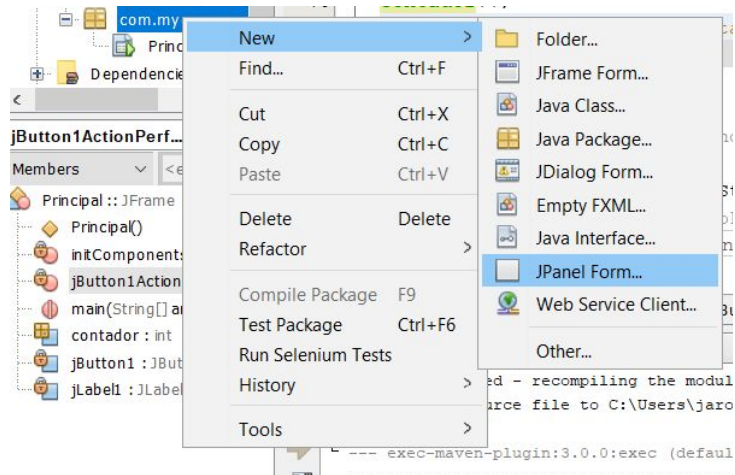 com.my
Princ
Dependencie
jButton1ActionPerf...
Members
<e
Principal :: JFrame
Principal()
initComponents
jButton1Action
main(String[] ar
contador : int
jButton1 : JBut
jLabel1 : JLabel
New
Find... Ctrl+F
Cut Ctrl+X
Copy Ctrl+C
Paste Ctrl+V
Delete Delete
Refactor
Compile Package F9
Test Package Ctrl+F6
Run Selenium Tests
History
Tools
Folder...
JFrame Form...
Java Class...
Java Package...
JDialog Form...
Empty FXML...
Java Interface...
JPanel Form...
Web Service Client...
Other...
ed - recompiling the modul
urce file to C:\Users\jaro
--- exec-maven-plugin:3.0.0:exec (defaul